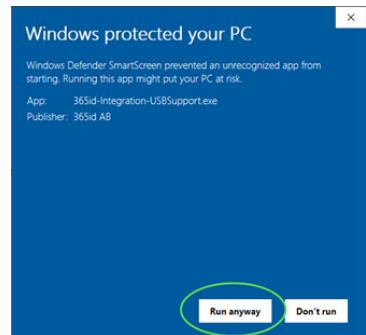 Windows protected your PC
Windows Defender SmartScreen prevented an unrecognized app from
starting. Running this app might put your PC at risk.
App: 365id-Integration-USBSupport.exe
Publisher: 365id AB
Run anyway Don't run